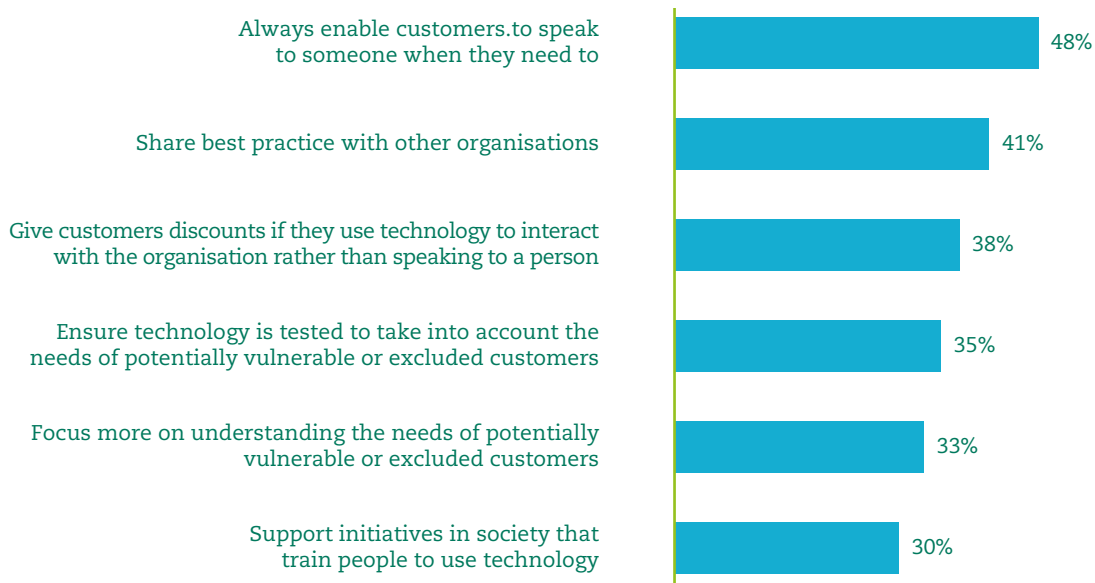 Always enable customers.to speak
to someone when they need to
48%
Share best practice with other organisations
41%
Give customers discounts if they use technology to interact
with the organisation rather than speaking to a person
38%
Ensure technology is tested to take into account the
needs of potentially vulnerable or excluded customers
35%
Focus more on understanding the needs of potentially
vulnerable or excluded customers
33%
Support initiatives in society that
train people to use technology
30%